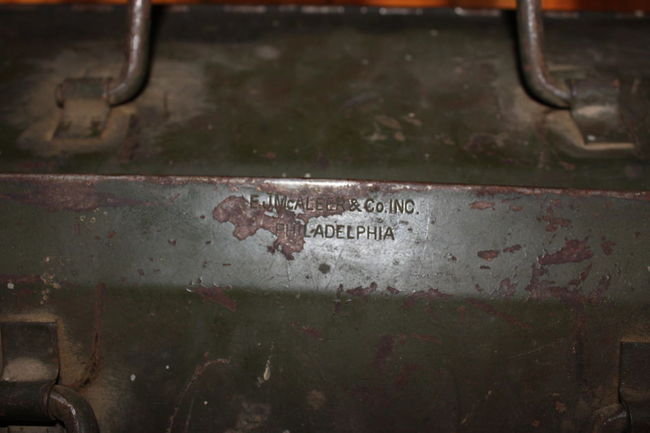 E.J. McALEER & Co. INC.
PHILADELPHIA